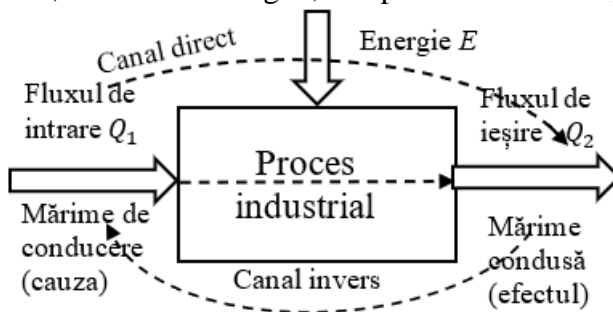 Canal direct
Energie E
Fluxul de
intrare Q₁
Fluxul de
ieșire Q₂
Proces
industrial
Mărime de
conducere
(cauza)
Mărime
condusă
(efectul)
Canal invers